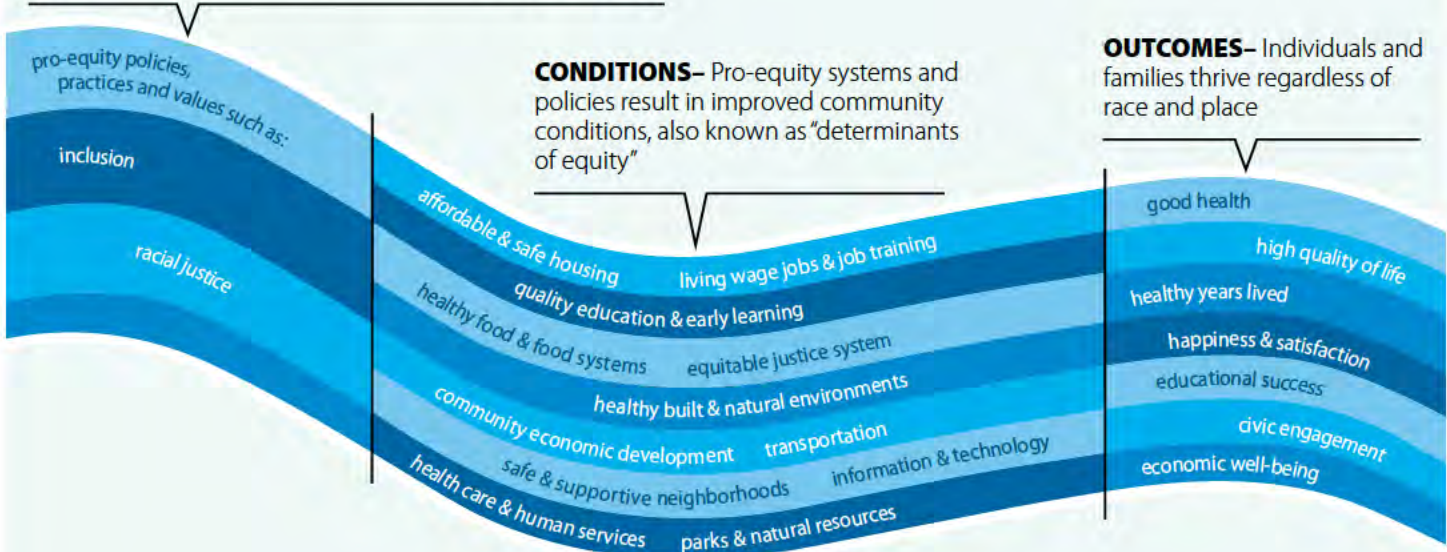 pro-equity policies,
practices and values such as:
inclusion
racial justice
CONDITIONS– Pro-equity systems and
policies result in improved community
conditions, also known as “determinants
of equity”
affordable & safe housing
living wage jobs & job training
quality education & early learning
healthy food & food systems
equitable justice system
healthy built & natural environments
community economic development
transportation
safe & supportive neighborhoods
information & technology
health care & human services
parks & natural resources
OUTCOMES– Individuals and
families thrive regardless of
race and place
good health
high quality of life
healthy years lived
happiness & satisfaction
educational success
civic engagement
economic well-being